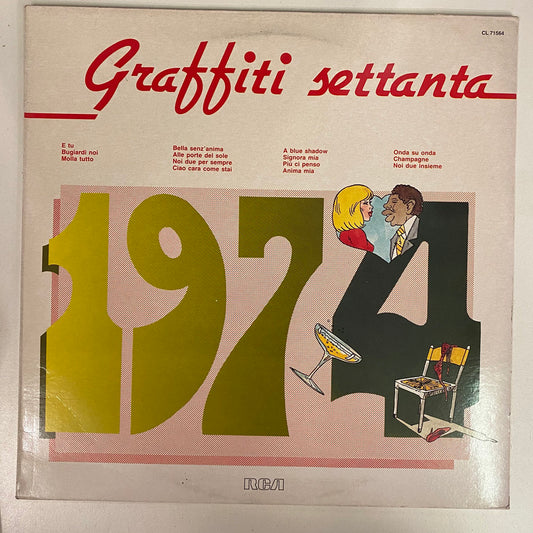 CL 71564
Graffiti settanta
E tu
Bugiardi noi
Molla tutto
Bella senz'anima
Alle porte del sole
Noi due per sempre
Ciao cara come stai
A blue shadow
Signora mia
Più ci penso
Anima mia
Onda su onda
Champagne
Noi due insieme
1974
RCA